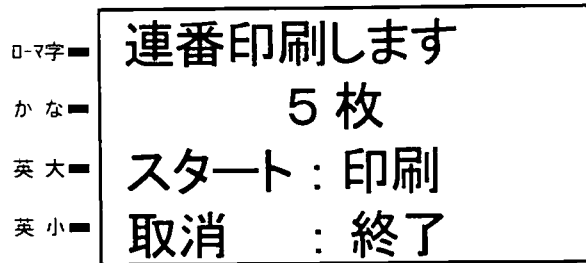 ローマ字
連番印刷します
かな
5枚
英大
スタート：印刷
英小
取消　：終了